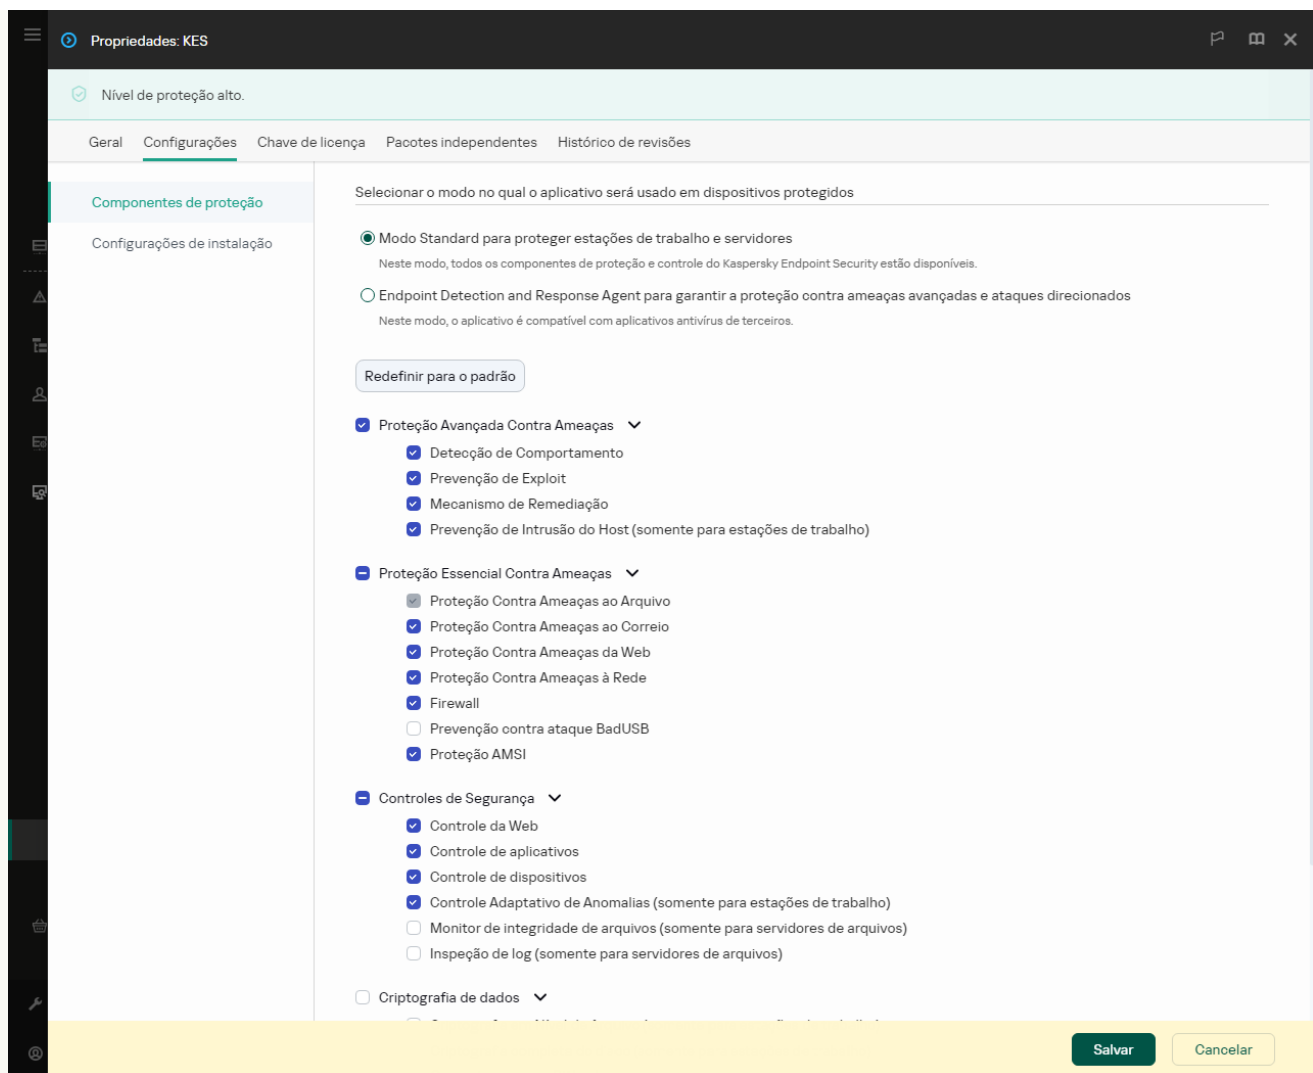 Propriedades: KES
Nível de proteção alto.
Geral Configurações Chave de licença Pacotes independentes Histórico de revisões
Componentes de proteção
Configurações de instalação
Selecionar o modo no qual o aplicativo será usado em dispositivos protegidos
Modo Standard para proteger estações de trabalho e servidores
Neste modo, todos os componentes de proteção e controle do Kaspersky Endpoint Security estão disponíveis.
Endpoint Detection and Response Agent para garantir a proteção contra ameaças avançadas e ataques direcionados
Neste modo, o aplicativo é compatível com aplicativos antivírus de terceiros.
Redefinir para o padrão
Proteção Avançada Contra Ameaças
Detecção de Comportamento
Prevenção de Exploit
Mecanismo de Remediação
Prevenção de Intrusão do Host (somente para estações de trabalho)
Proteção Essencial Contra Ameaças
Proteção Contra Ameaças ao Arquivo
Proteção Contra Ameaças ao Correio
Proteção Contra Ameaças da Web
Proteção Contra Ameaças à Rede
Firewall
Prevenção contra ataque BadUSB
Proteção AMSI
Controles de Segurança
Controle da Web
Controle de aplicativos
Controle de dispositivos
Controle Adaptativo de Anomalias (somente para estações de trabalho)
Monitor de integridade de arquivos (somente para servidores de arquivos)
Inspeção de log (somente para servidores de arquivos)
Criptografia de dados
Salvar Cancelar